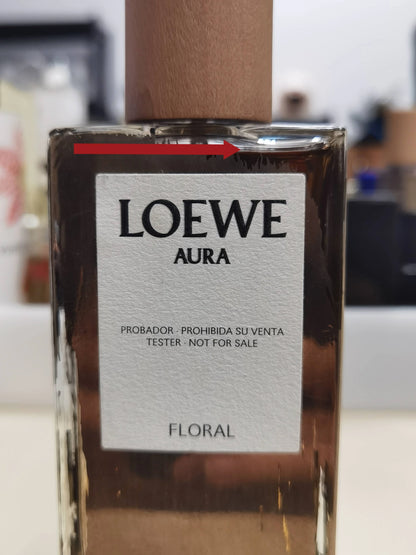 LOEWE
AURA
PROBADOR · PROHIBIDA SU VENTA
TESTER · NOT FOR SALE
FLORAL